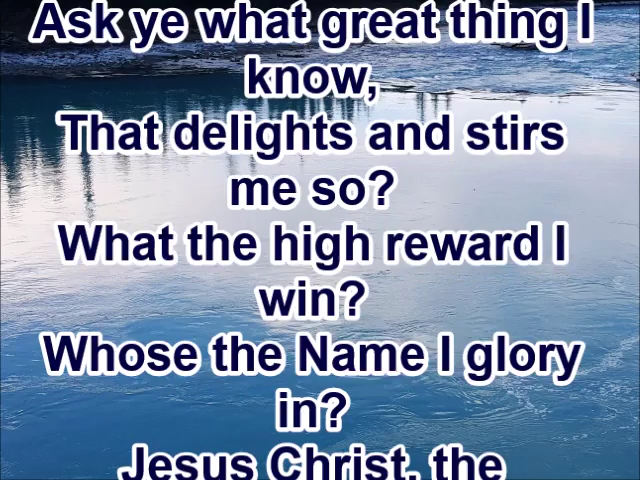 Ask ye what great thing I
know,
That delights and stirs
me so?
What the high reward I
win?
Whose the Name I glory
in?
Jesus Christ, the